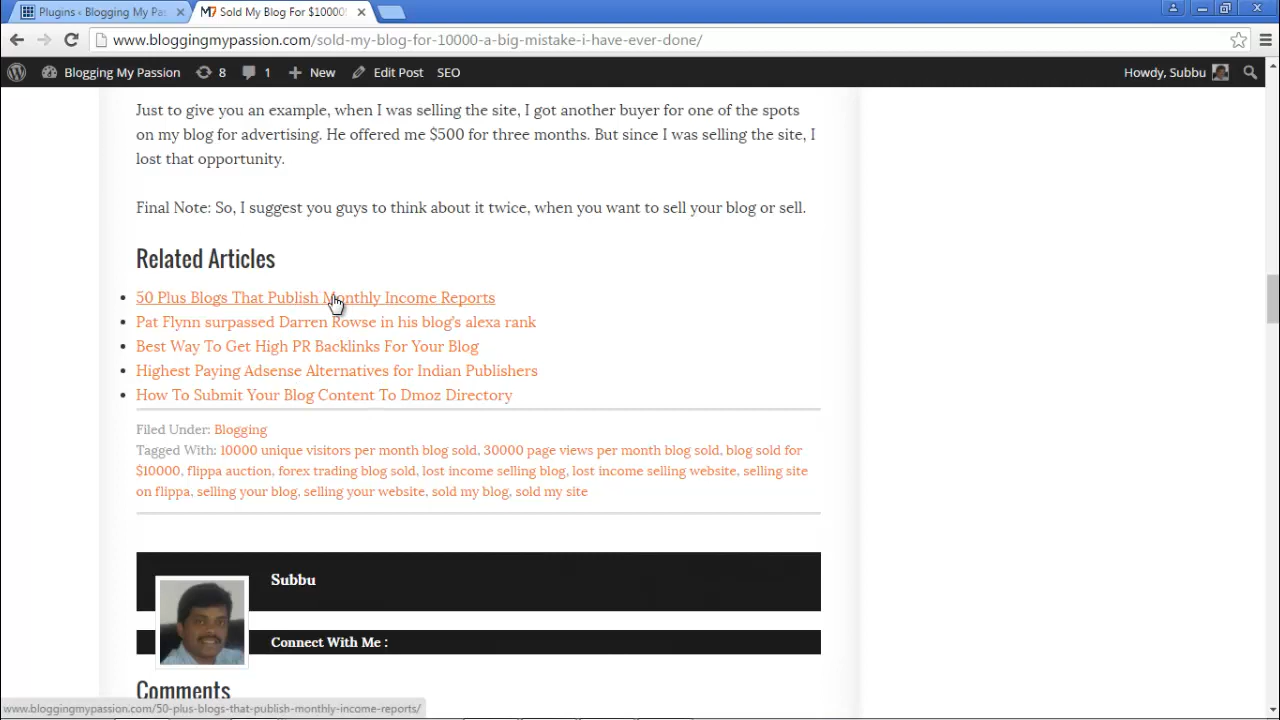 Plugins ‹ Blogging My Pas
Sold My Blog For $10000!
www.bloggingmypassion.com/sold-my-blog-for-10000-a-big-mistake-i-have-ever-done/
Blogging My Passion 8 1 New Edit Post SEO Howdy, Subbu
Just to give you an example, when I was selling the site, I got another buyer for one of the spots
on my blog for advertising. He offered me $500 for three months. But since I was selling the site, I
lost that opportunity.
Final Note: So, I suggest you guys to think about it twice, when you want to sell your blog or sell.
Related Articles
50 Plus Blogs That Publish Monthly Income Reports
Pat Flynn surpassed Darren Rowse in his blog's alexa rank
Best Way To Get High PR Backlinks For Your Blog
Highest Paying Adsense Alternatives for Indian Publishers
How To Submit Your Blog Content To Dmoz Directory
Filed Under: Blogging
Tagged With: 10000 unique visitors per month blog sold, 30000 page views per month blog sold, blog sold for
$10000, flippa auction, forex trading blog sold, lost income selling blog, lost income selling website, selling site
on flippa, selling your blog, selling your website, sold my blog, sold my site
Subbu
Connect With Me :
Comments
www.bloggingmypassion.com/50-plus-blogs-that-publish-monthly-income-reports/